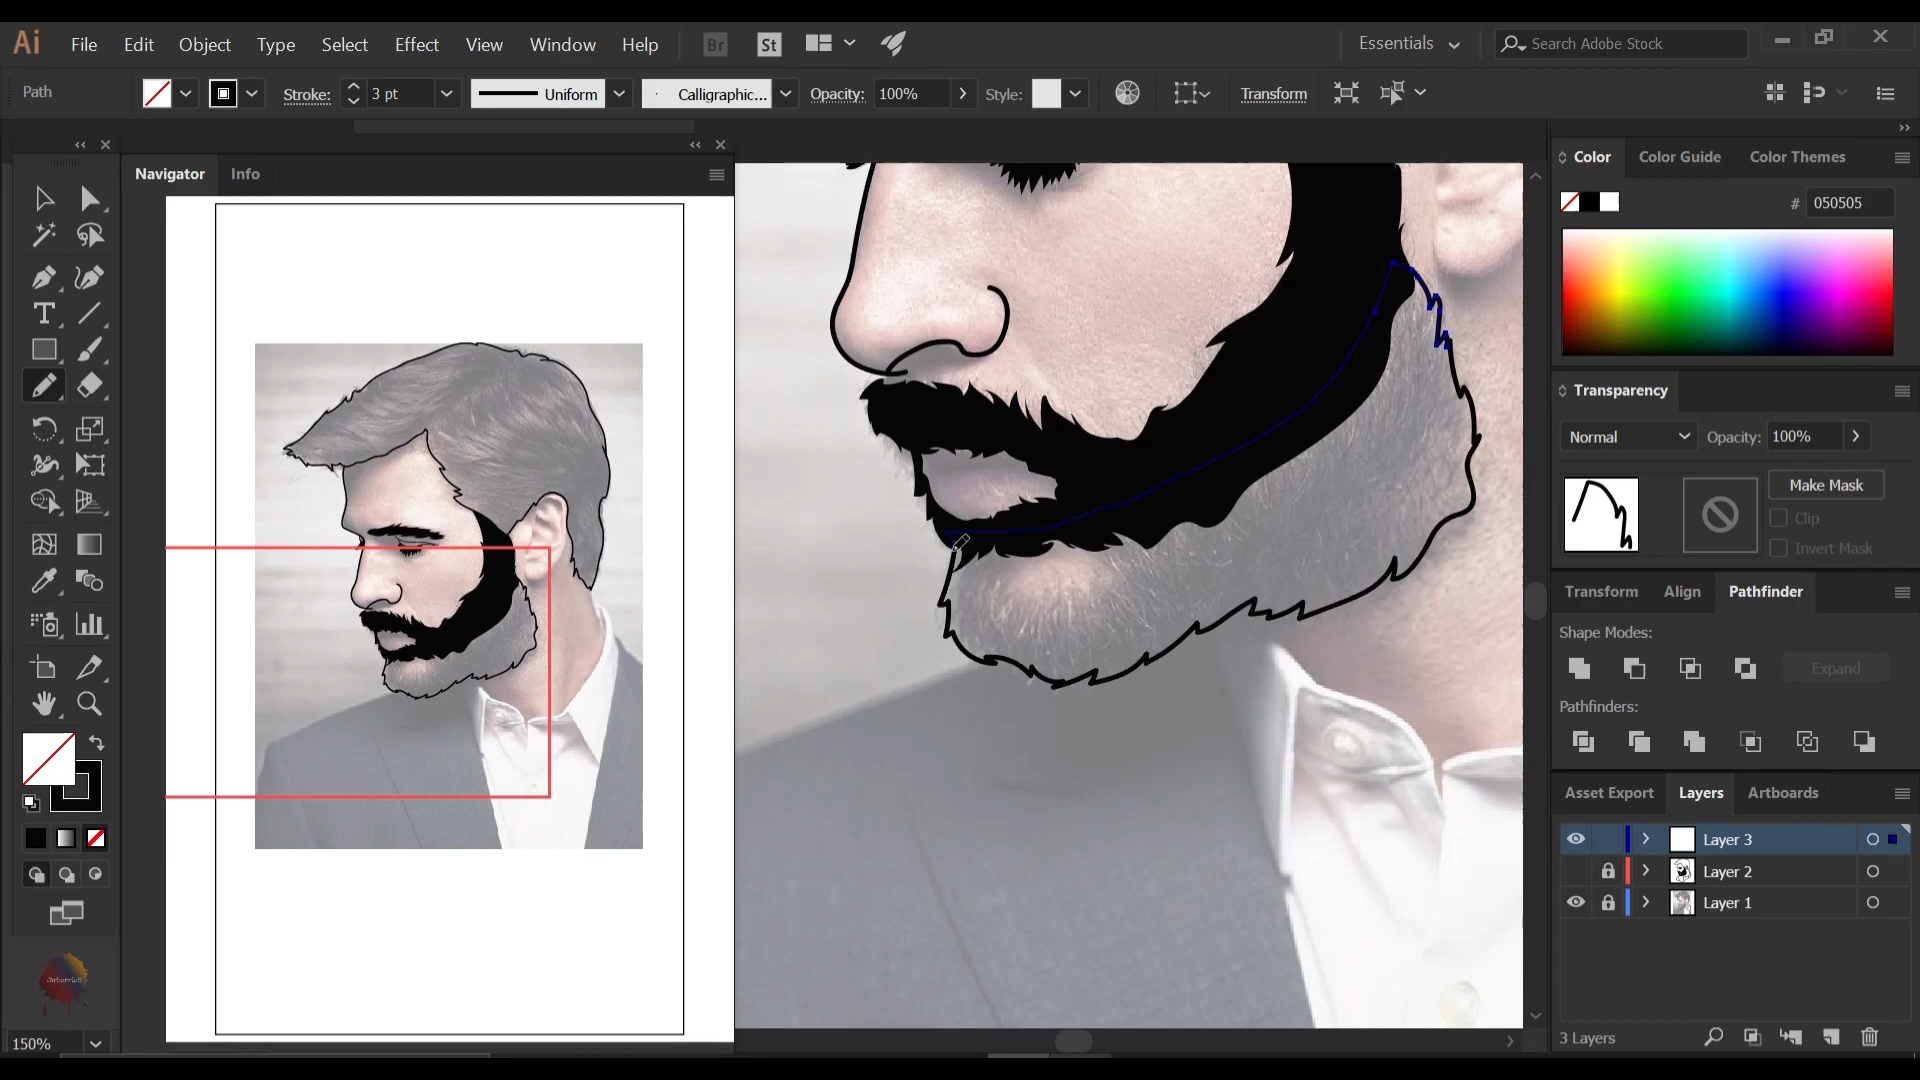 Ai File Edit Object Type Select Effect View Window Help Br St Essentials Search Adobe Stock
Path Stroke: 3 pt Uniform Calligraphic... Opacity: 100% Style: Transform
Navigator Info
Color Color Guide Color Themes
# 050505
Transparency
Normal Opacity: 100%
Make Mask
Clip
Invert Mask
Transform Align Pathfinder
Shape Modes:
Expand
Pathfinders:
Asset Export Layers Artboards
Layer 3
Layer 2
Layer 1
150% 3 Layers